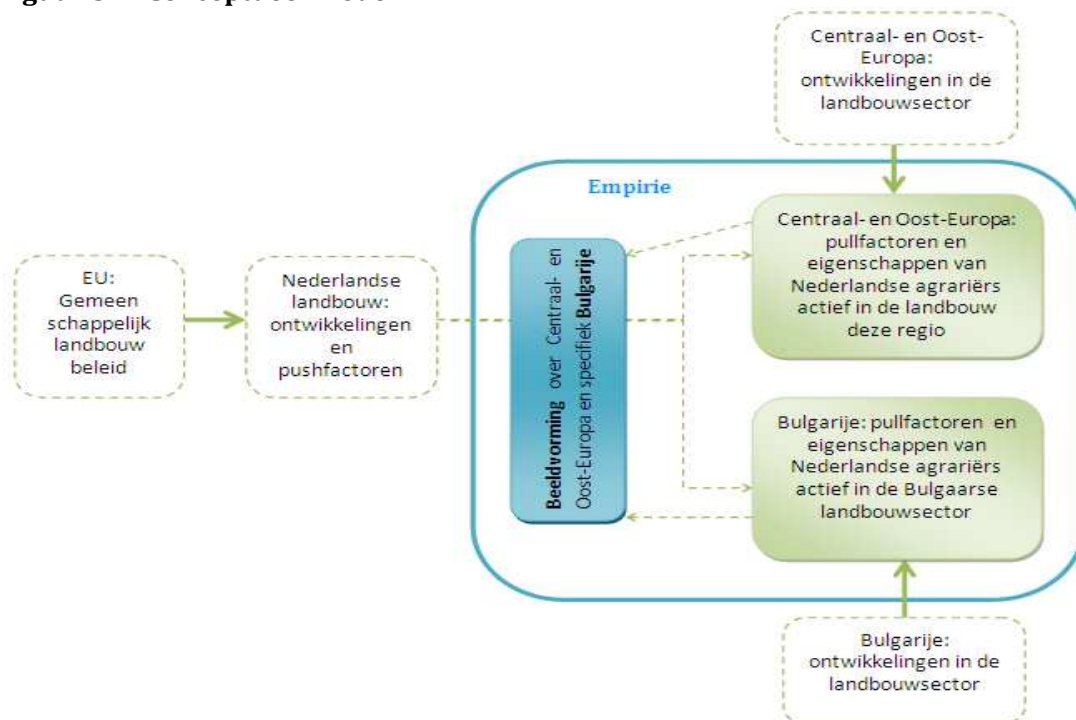 Centraal- en Oost-
Europa:
ontwikkelingen in de
landbouwsector
Empirie
EU:
Gemeen
schappelijk
landbouw
beleid
Nederlandse
landbouw:
ontwikkelingen
en
pushfactoren
Beeldvorming over Centraal- en
Oost-Europa en specifiek Bulgarije
Centraal- en Oost-Europa:
pullfactoren en
eigenschappen van
Nederlandse agrariërs
actief in de landbouw
deze regio
Bulgarije: pullfactoren en
eigenschappen van
Nederlandse agrariërs
actief in de Bulgaarse
landbouwsector
Bulgarije:
ontwikkelingen in de
landbouwsector